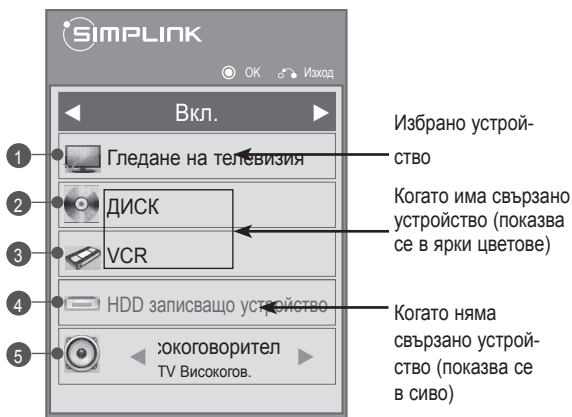 SIMPLINK
OK Изход
Вкл.
1 Гледане на телевизия
2 ДИСК
3 VCR
4 HDD записващо устройство
5 :окоговорител
TV Високогов.
Избрано устрой-
ство
Когато има свързано
устройство (показва
се в ярки цветове)
Когато няма
свързано устрой-
ство (показва се
в сиво)